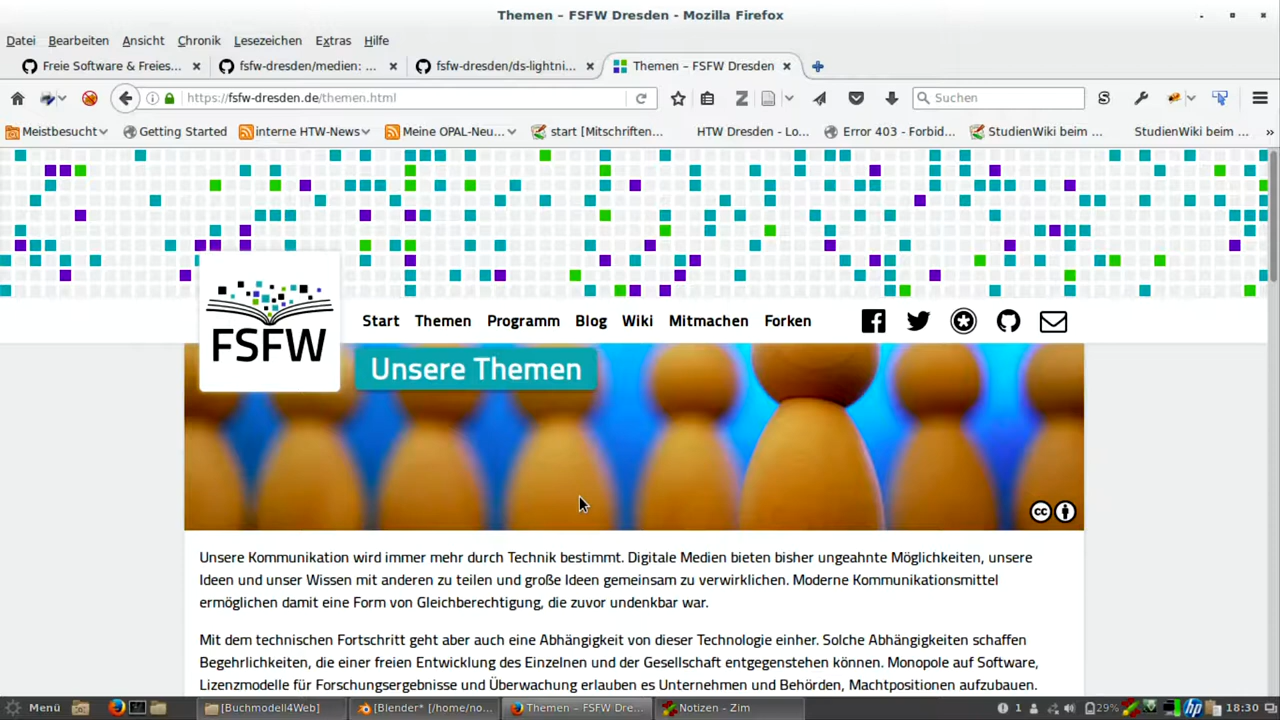 Themen – FSFW Dresden - Mozilla Firefox
Datei Bearbeiten Ansicht Chronik Lesezeichen Extras Hilfe
Freie Software & Freies...
fsfw-dresden/medien: ...
fsfw-dresden/ds-lightni...
Themen – FSFW Dresden
https://fsfw-dresden.de/themen.html
Suchen
Meistbesucht
Getting Started
interne HTW-News
Meine OPAL-Neu...
start [Mitschriften...
HTW Dresden - Lo...
Error 403 - Forbid...
StudienWiki beim ...
StudienWiki beim ...
FSFW
Start Themen Programm Blog Wiki Mitmachen Forken
Unsere Themen
cc
Unsere Kommunikation wird immer mehr durch Technik bestimmt. Digitale Medien bieten bisher ungeahnte Möglichkeiten, unsere
Ideen und unser Wissen mit anderen zu teilen und große Ideen gemeinsam zu verwirklichen. Moderne Kommunikationsmittel
ermöglichen damit eine Form von Gleichberechtigung, die zuvor undenkbar war.
Mit dem technischen Fortschritt geht aber auch eine Abhängigkeit von dieser Technologie einher. Solche Abhängigkeiten schaffen
Begehrlichkeiten, die einer freien Entwicklung des Einzelnen und der Gesellschaft entgegenstehen können. Monopole auf Software,
Lizenzmodelle für Forschungsergebnisse und Überwachung erlauben es Unternehmen und Behörden, Machtpositionen aufzubauen.
Menü
[Buchmodell4Web]
[Blender* [/home/no...
Themen – FSFW Dre...
Notizen - Zim
1
29%
hp
18:30